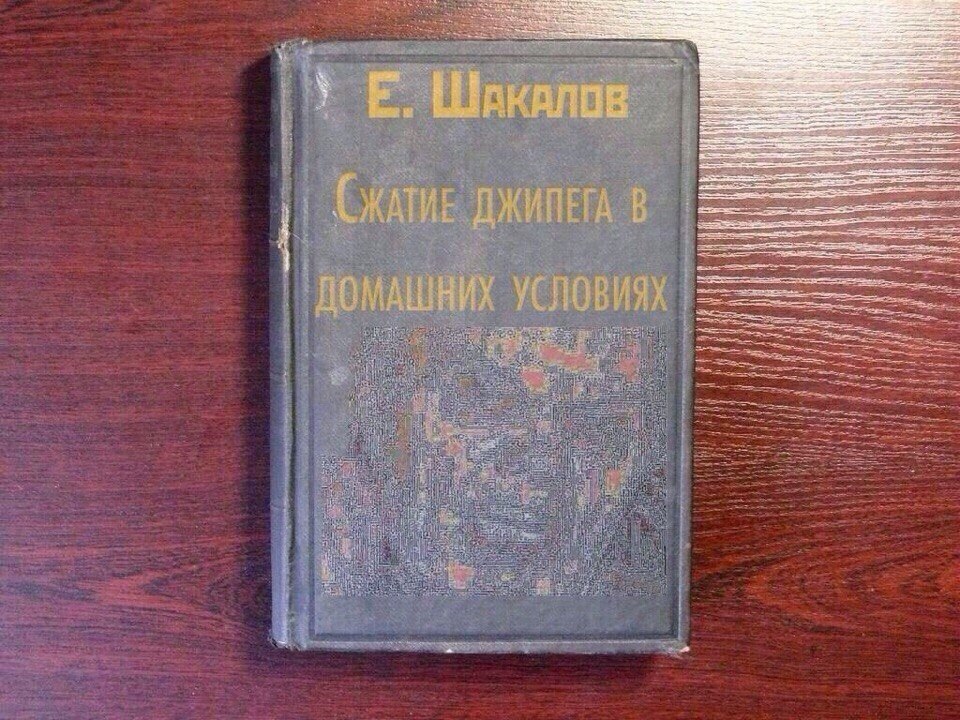 Е. Шакалов
Сжатие джипега в
домашних условиях